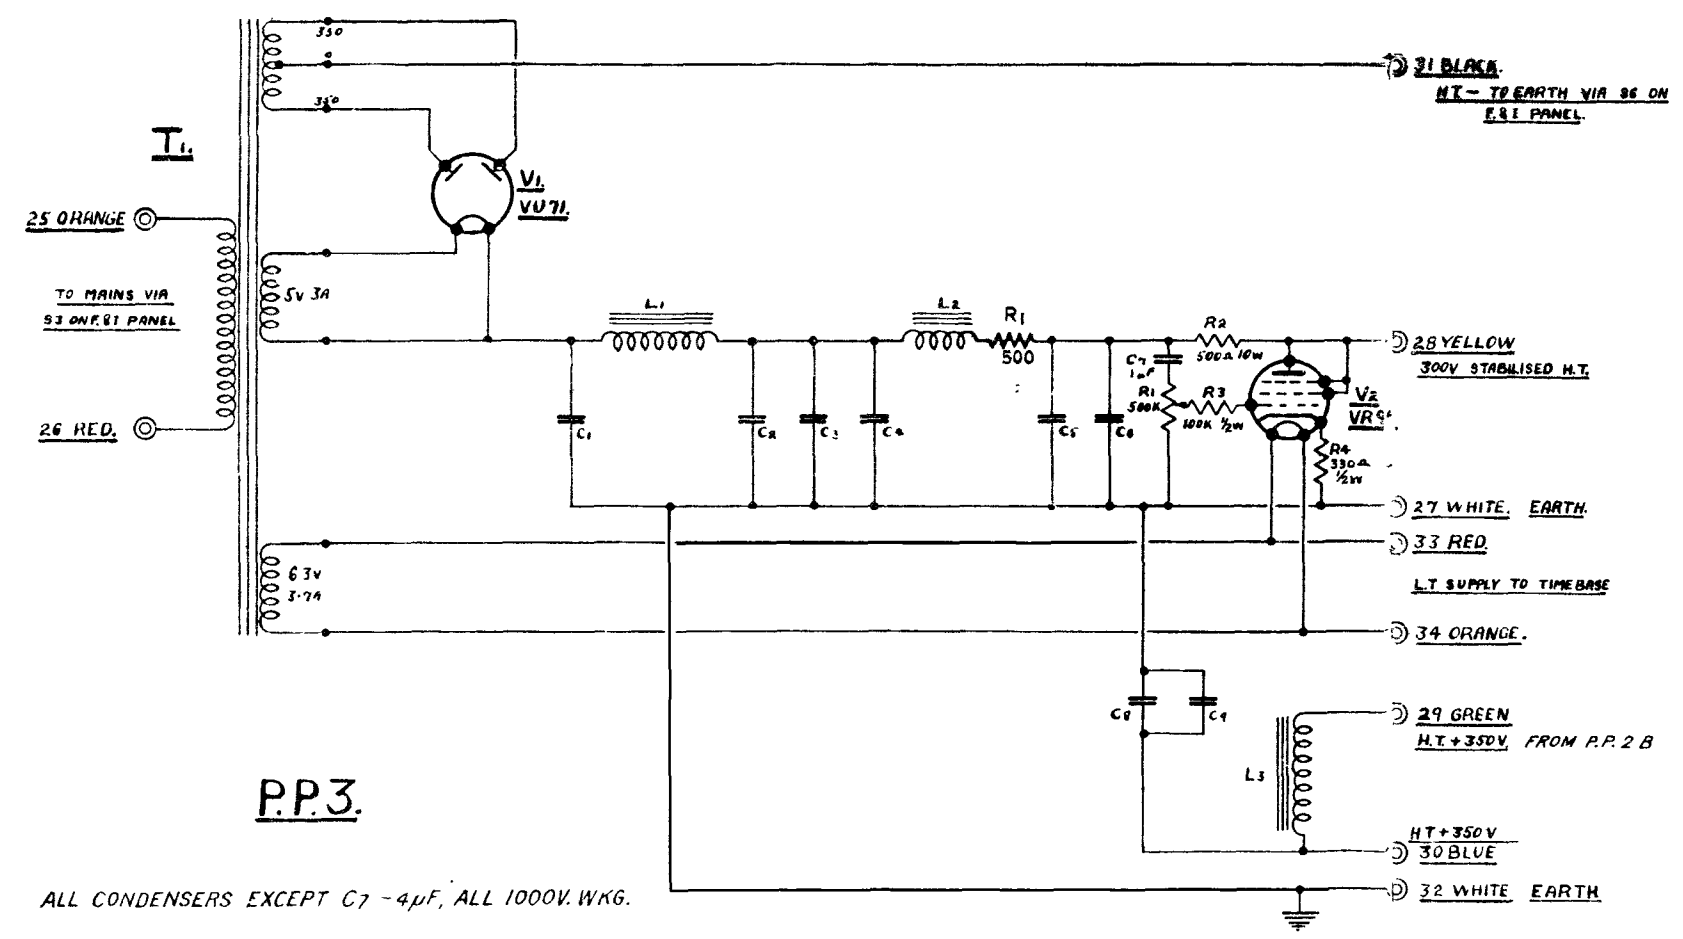 350
0
350
31 BLACK.
H.T. - TO EARTH VIA S6 ON
F.& I PANEL.
T1.
V1.
VU71.
25 ORANGE
TO MAINS VIA
S3 ON F.& I PANEL
26 RED.
5V 3A
L1
L2
R1
500
R2
500Ω 10W
C7
1µF
R1
500K
R3
100K ½W
28 YELLOW
300V STABILISED H.T.
V2
R4
330Ω
½W
C1
C2
C3
C4
C5
C6
27 WHITE. EARTH.
33 RED.
6 3V
3.7A
L.T SUPPLY TO TIMEBASE
34 ORANGE.
C8
C9
29 GREEN
H.T.+350V. FROM P.P. 2 B
L3
P.P.3.
HT+350V
30 BLUE
32 WHITE EARTH
ALL CONDENSERS EXCEPT C7 - 4µF, ALL 1000V. WKG.